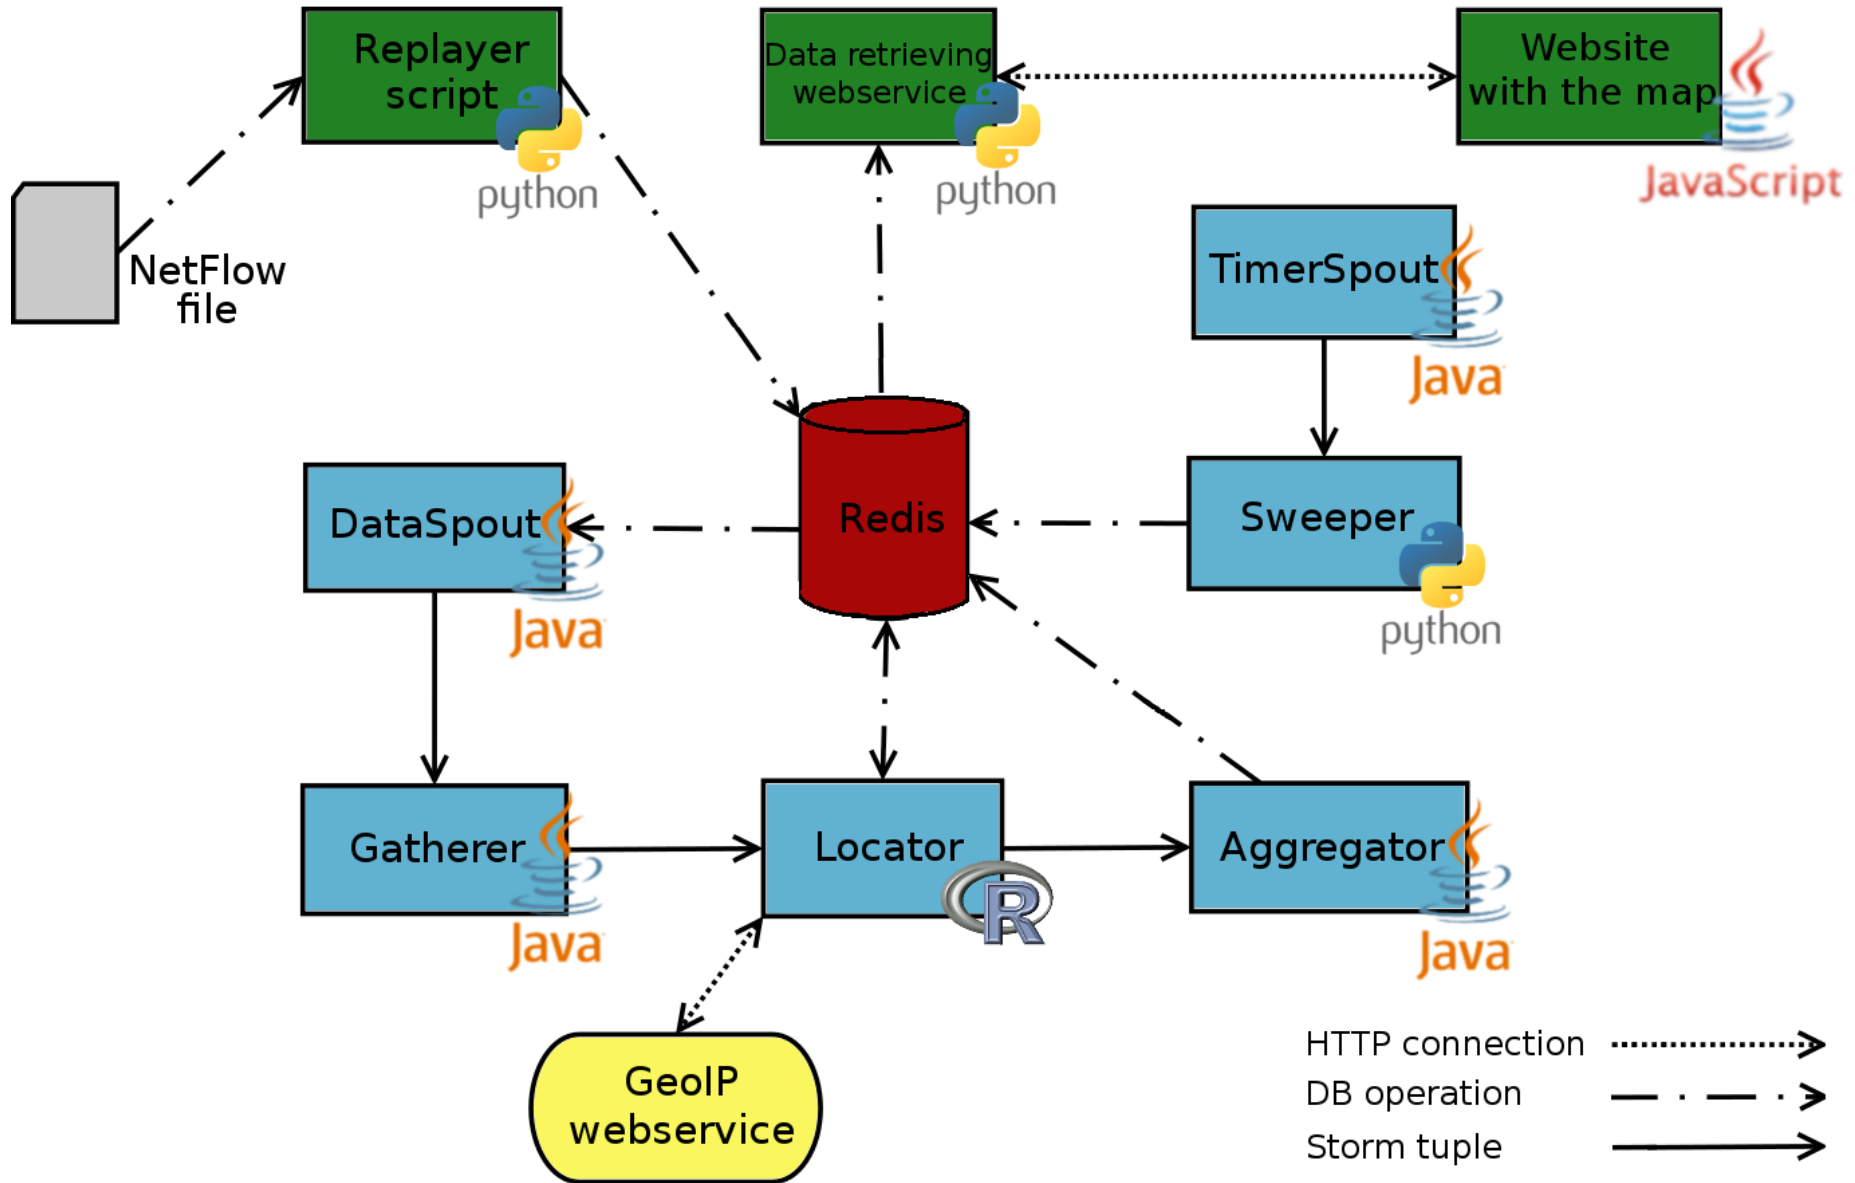 Replayer
script
python
Data retrieving
webservice
python
Website
with the map
JavaScript
NetFlow
file
TimerSpout
Java
DataSpout
Java
Redis
Sweeper
python
Gatherer
Java
Locator
R
Aggregator
Java
GeoIP
webservice
HTTP connection
DB operation
Storm tuple